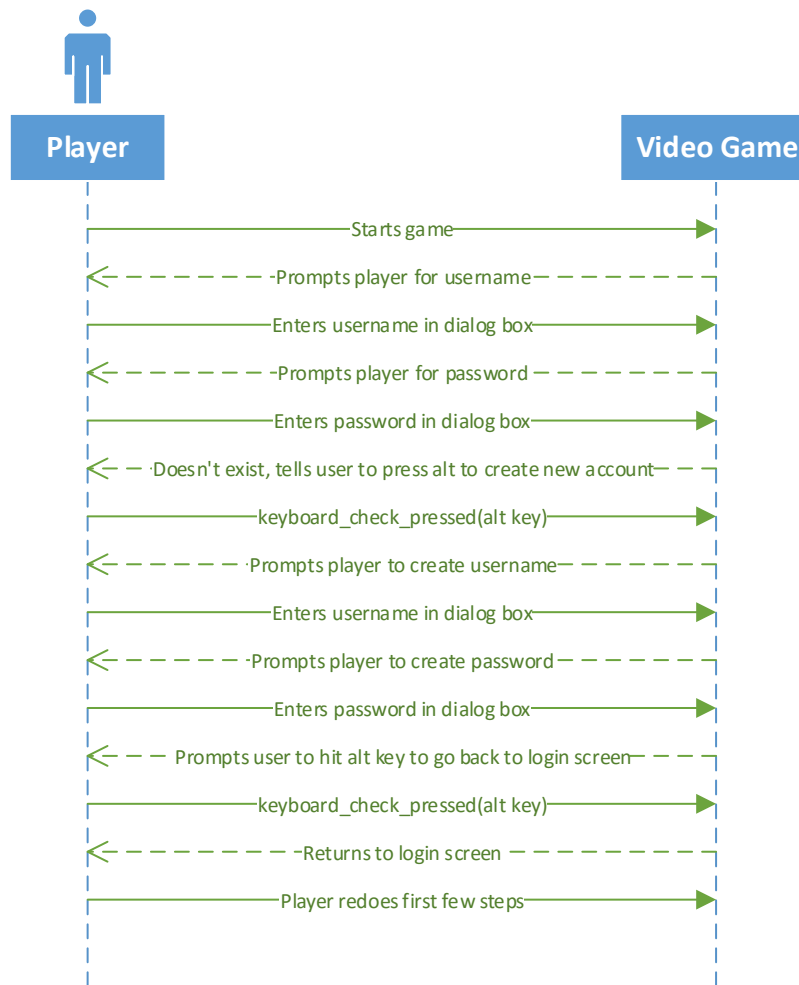 Player
Video Game
Starts game
Prompts player for username
Enters username in dialog box
Prompts player for password
Enters password in dialog box
Doesn't exist, tells user to press alt to create new account
keyboard_check_pressed(alt key)
Prompts player to create username
Enters username in dialog box
Prompts player to create password
Enters password in dialog box
Prompts user to hit alt key to go back to login screen
keyboard_check_pressed(alt key)
Returns to login screen
Player redoes first few steps